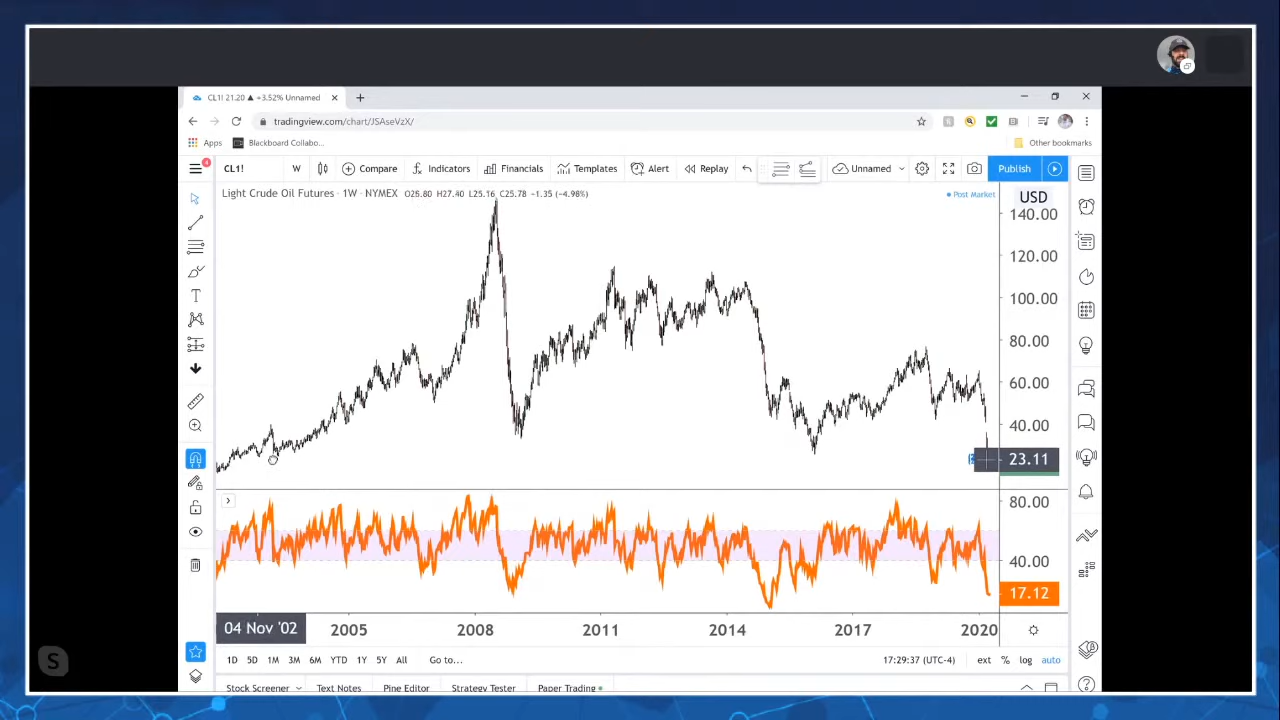 CL1! 21.20 ▲ +3.52% Unnamed
tradingview.com/chart/JSAseVzX/
Apps Blackboard Collabo... Other bookmarks
CL1! W Compare Indicators Financials Templates Alert Replay Unnamed Publish
Light Crude Oil Futures · 1W · NYMEX O26.80 H27.40 L25.16 C25.78 −1.35 (−4.98%)
Post Market
USD
140.00
120.00
100.00
80.00
60.00
40.00
23.11
80.00
40.00
17.12
04 Nov '02 2005 2008 2011 2014 2017 2020
1D 5D 1M 3M 6M YTD 1Y 5Y All Go to... 17:29:37 (UTC-4) ext % log auto
Stock Screener Text Notes Pine Editor Strategy Tester Paper Trading